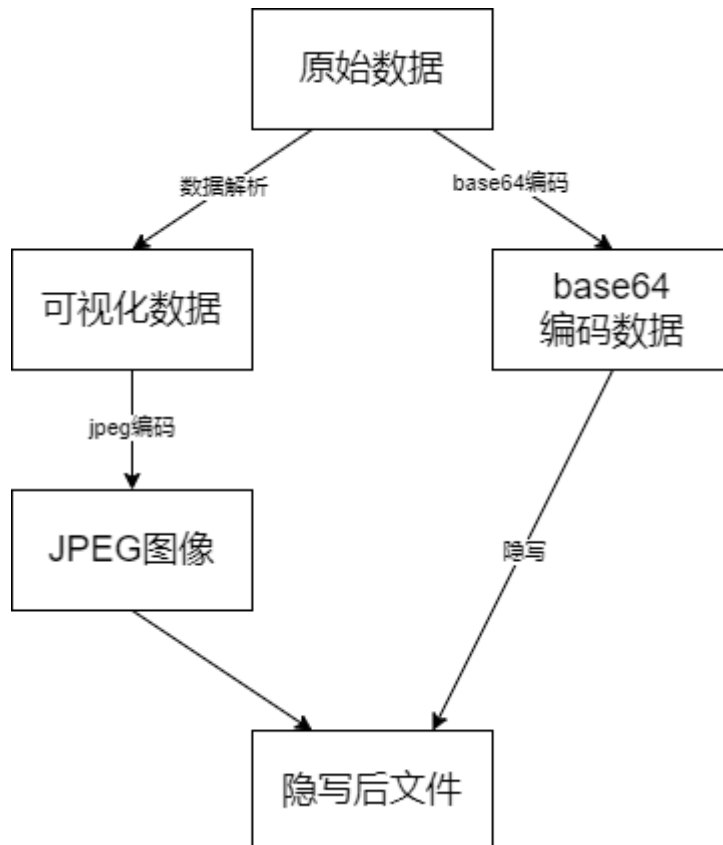 原始数据
数据解析
base64编码
可视化数据
base64
编码数据
jpeg编码
JPEG图像
隐写
隐写后文件